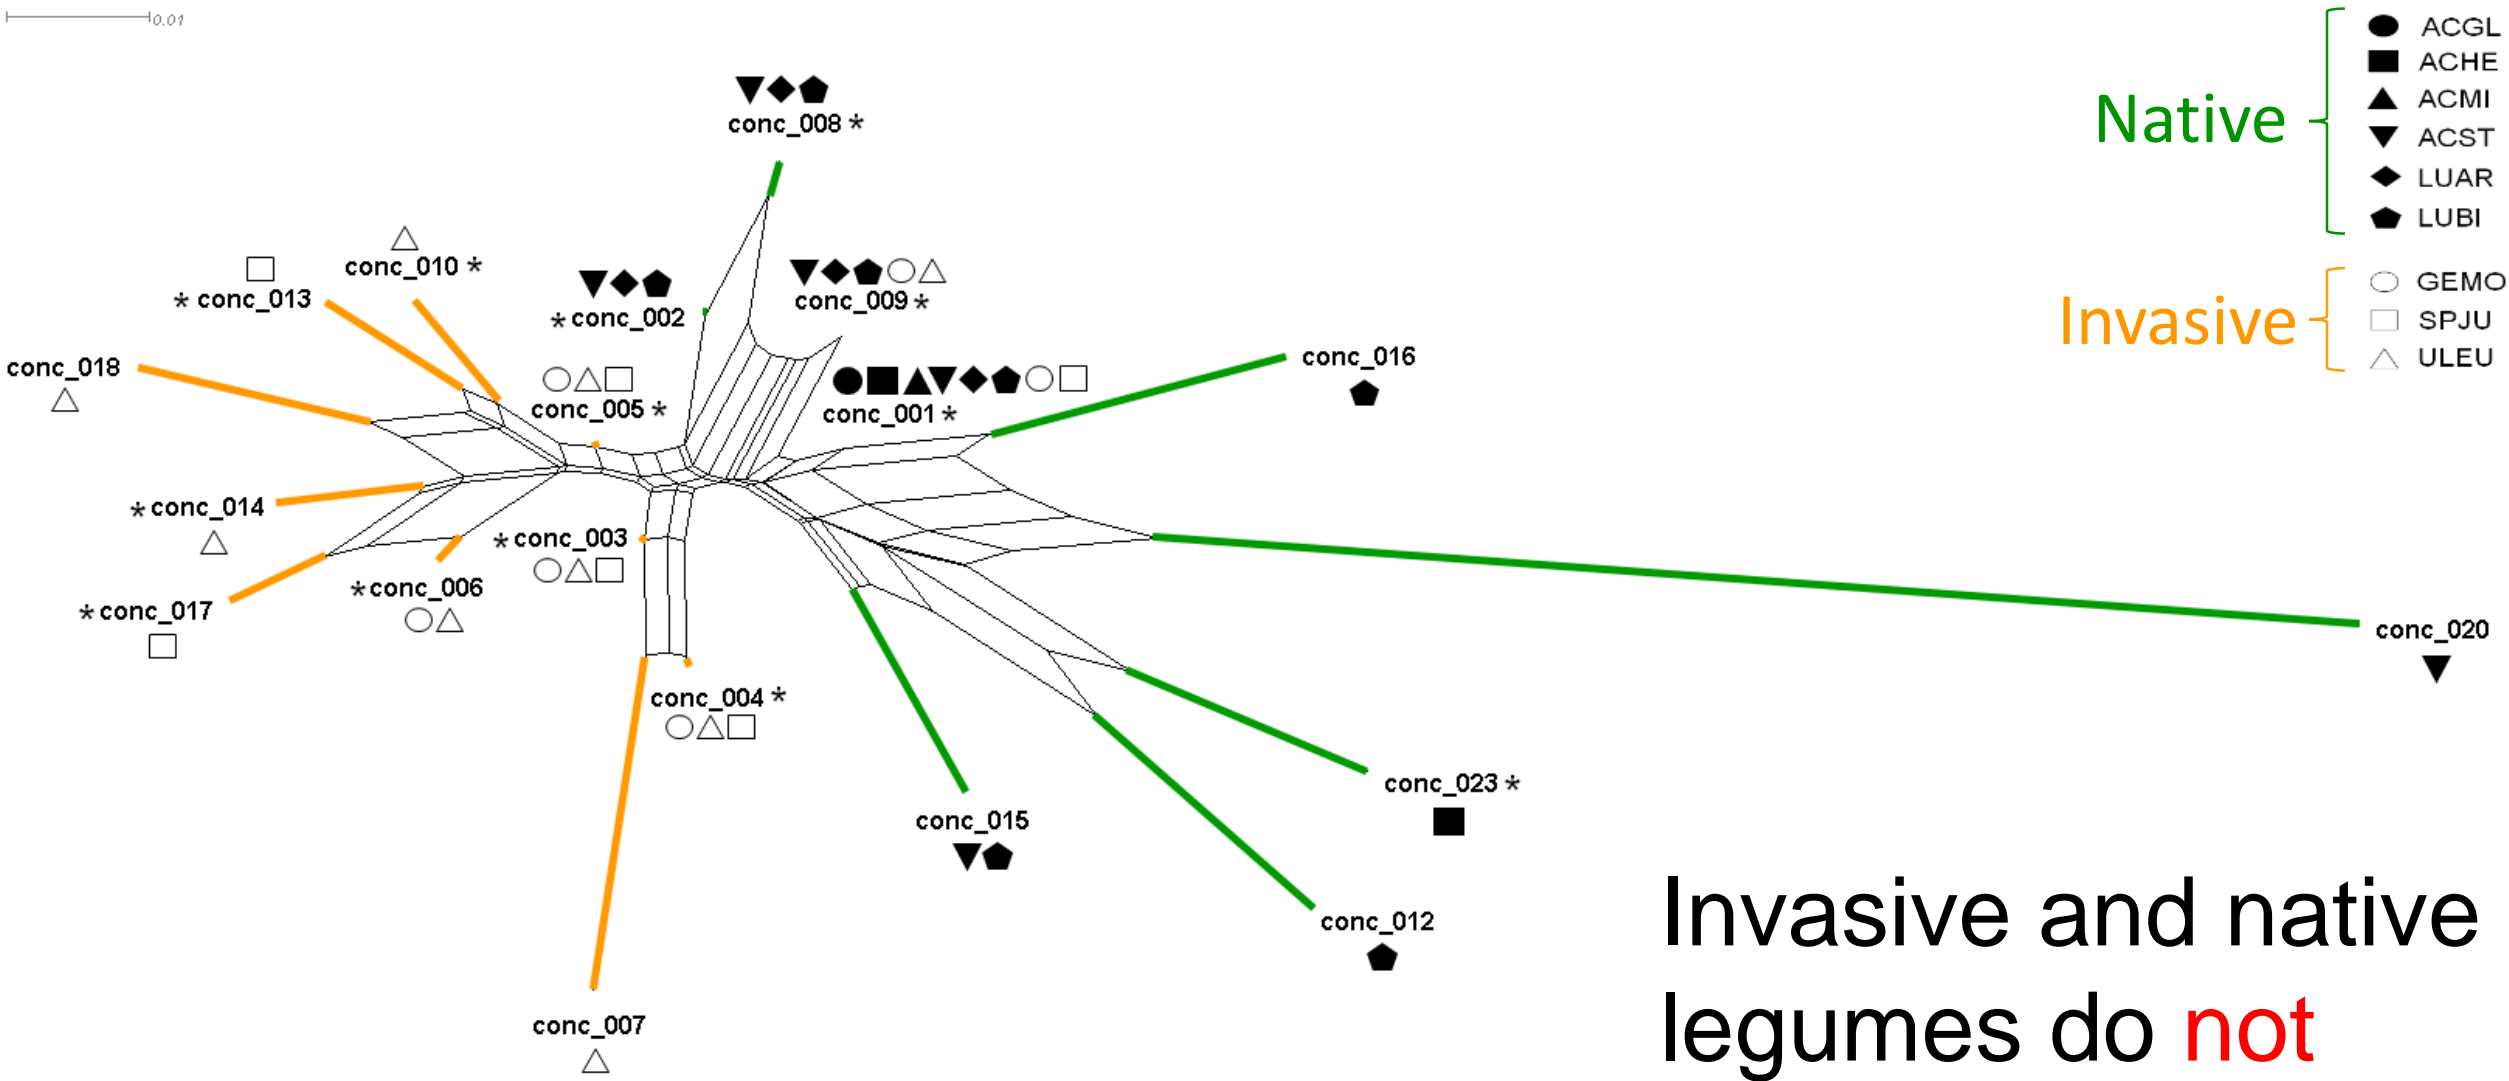 0.01
ACGL
ACHE
ACMI
ACST
LUAR
LUBI
Native
GEMO
SPJU
ULEU
Invasive
conc_008 *
conc_010 *
* conc_013
* conc_002
conc_009 *
conc_018
conc_005 *
conc_001 *
conc_016
* conc_014
* conc_003
* conc_006
* conc_017
conc_020
conc_004 *
conc_023 *
conc_015
conc_012
conc_007
Invasive and native
legumes do not